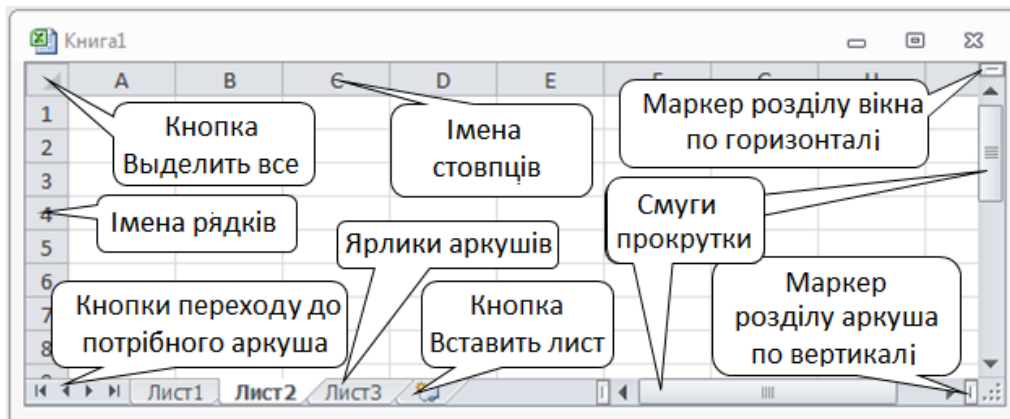 Книга1
A B C D E
1
2
3
4
5
6
7
8
Кнопка
Выделить все
Імена
стовпців
Маркер розділу вікна
по горизонталі
Імена рядків
Смуги
прокрутки
Ярлики аркушів
Кнопки переходу до
потрібного аркуша
Кнопка
Вставить лист
Маркер
розділу аркуша
по вертикалі
Лист1 Лист2 Лист3